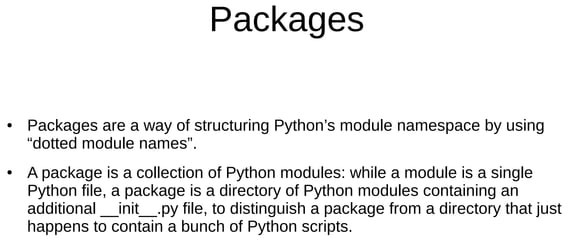 Packages
• Packages are a way of structuring Python’s module namespace by using
“dotted module names”.
• A package is a collection of Python modules: while a module is a single
Python file, a package is a directory of Python modules containing an
additional __init__.py file, to distinguish a package from a directory that just
happens to contain a bunch of Python scripts.